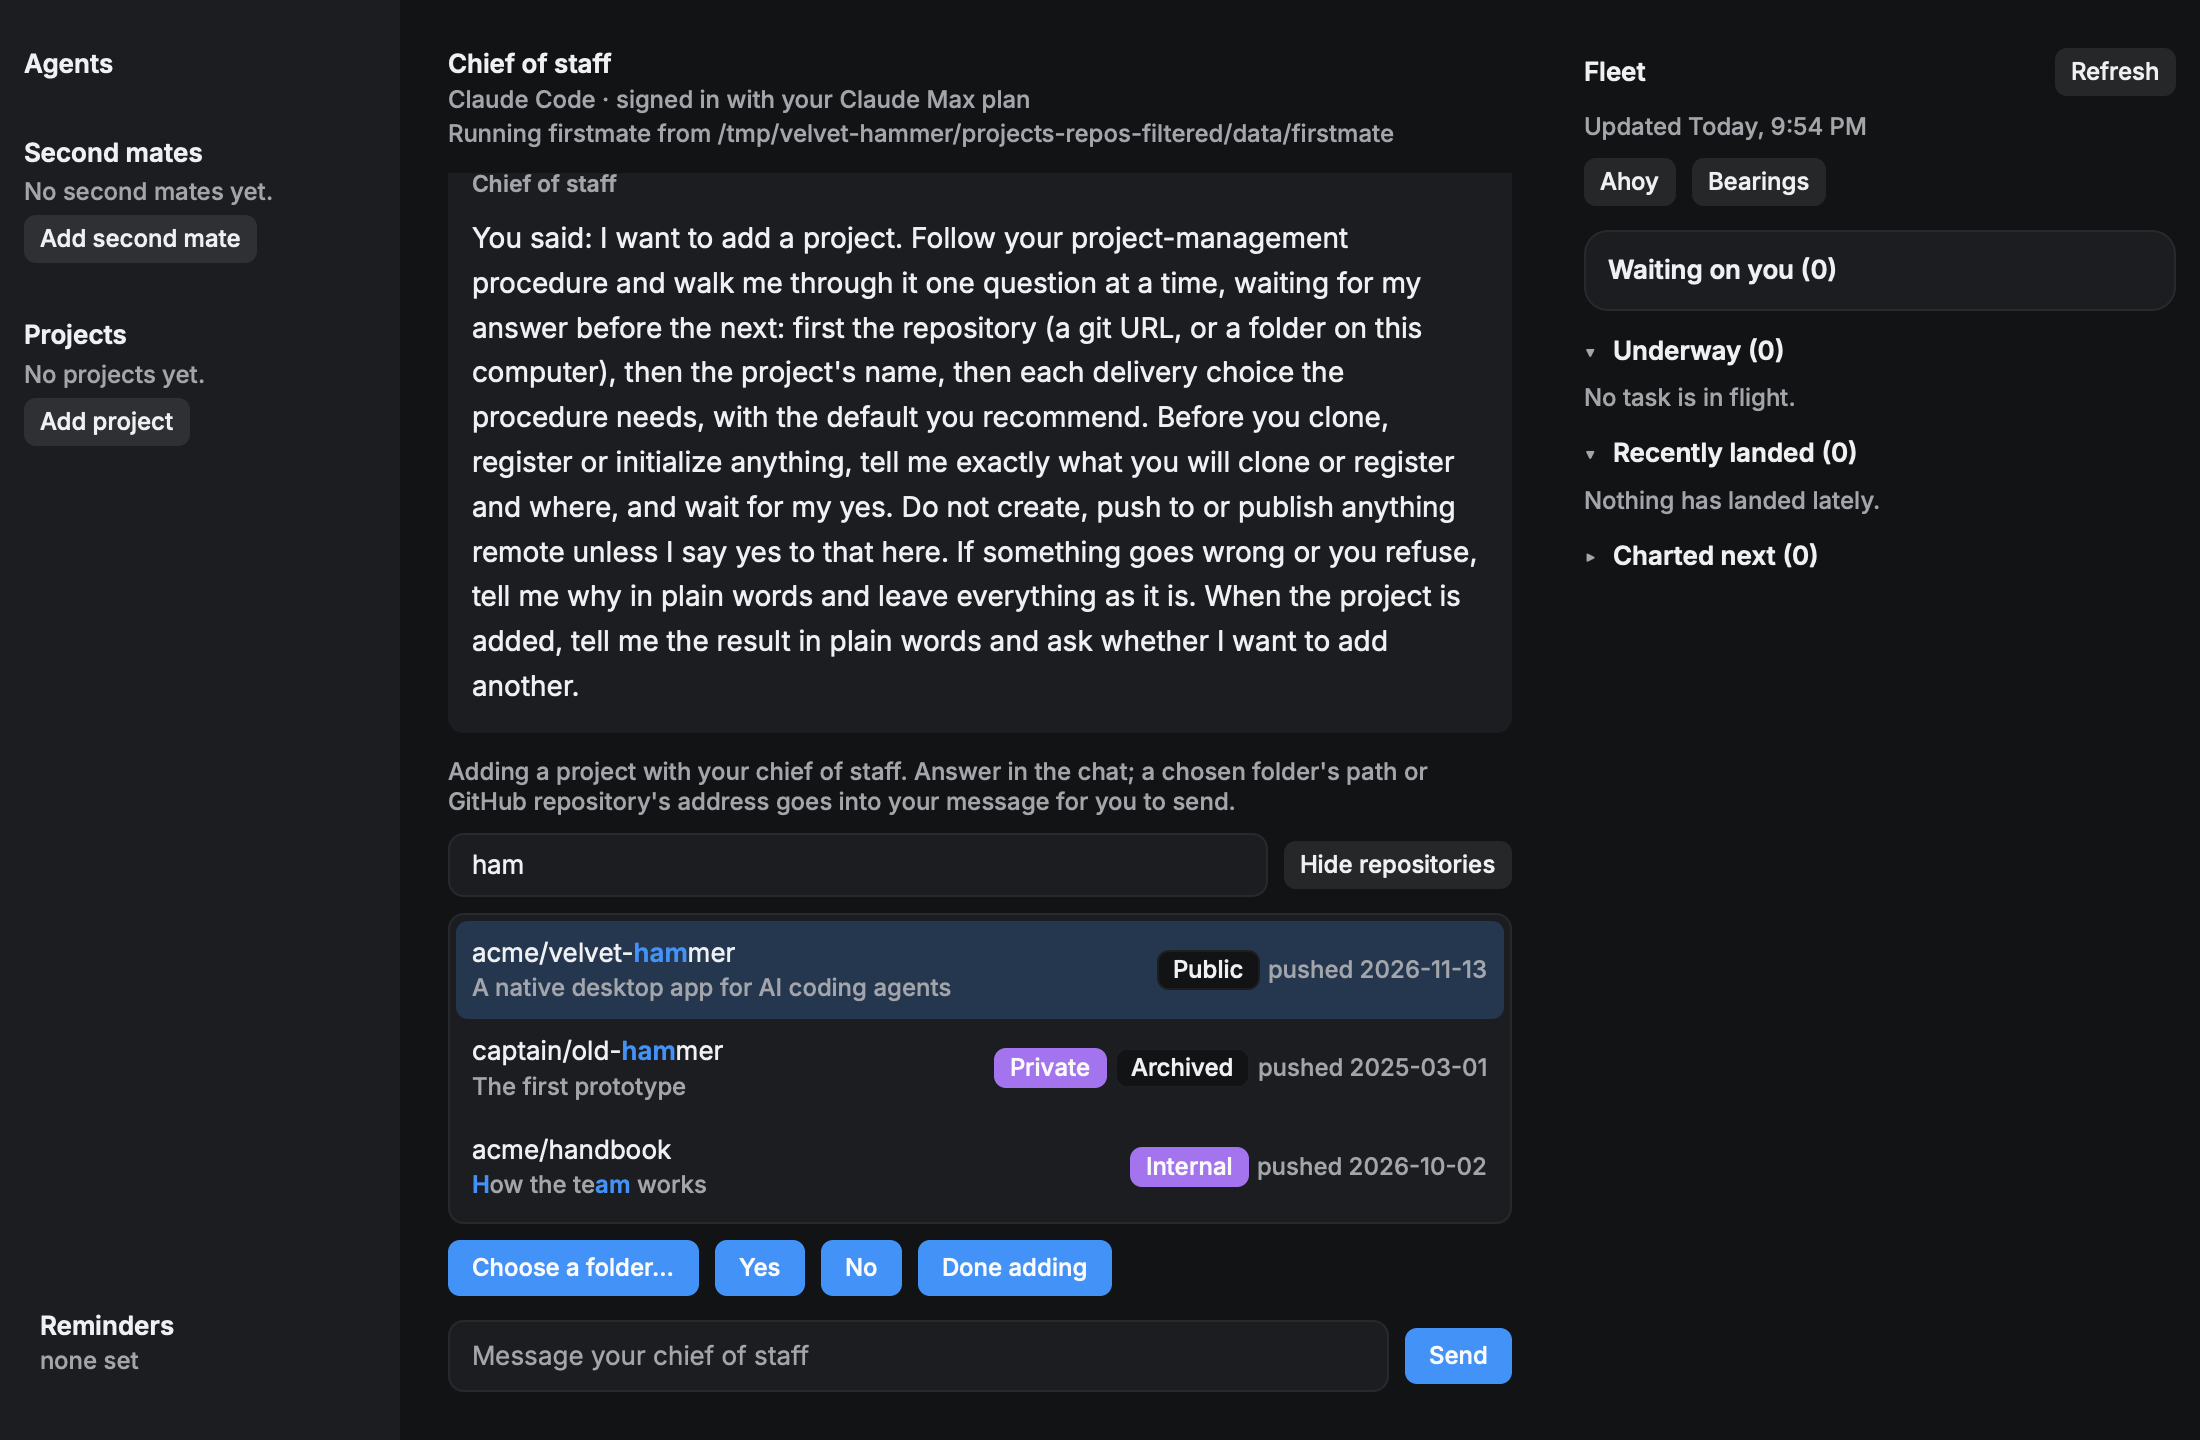 Agents
Second mates
No second mates yet.
Add second mate
Projects
No projects yet.
Add project
Reminders
none set
Chief of staff
Claude Code · signed in with your Claude Max plan
Running firstmate from /tmp/velvet-hammer/projects-repos-filtered/data/firstmate
Chief of staff
You said: I want to add a project. Follow your project-management
procedure and walk me through it one question at a time, waiting for my
answer before the next: first the repository (a git URL, or a folder on this
computer), then the project's name, then each delivery choice the
procedure needs, with the default you recommend. Before you clone,
register or initialize anything, tell me exactly what you will clone or register
and where, and wait for my yes. Do not create, push to or publish anything
remote unless I say yes to that here. If something goes wrong or you refuse,
tell me why in plain words and leave everything as it is. When the project is
added, tell me the result in plain words and ask whether I want to add
another.
Adding a project with your chief of staff. Answer in the chat; a chosen folder's path or
GitHub repository's address goes into your message for you to send.
ham
Hide repositories
acme/velvet-hammer
A native desktop app for AI coding agents
Public pushed 2026-11-13
captain/old-hammer
The first prototype
Private Archived pushed 2025-03-01
acme/handbook
How the team works
Internal pushed 2026-10-02
Choose a folder... Yes No Done adding
Message your chief of staff
Send
Fleet
Refresh
Updated Today, 9:54 PM
Ahoy Bearings
Waiting on you (0)
Underway (0)
No task is in flight.
Recently landed (0)
Nothing has landed lately.
Charted next (0)